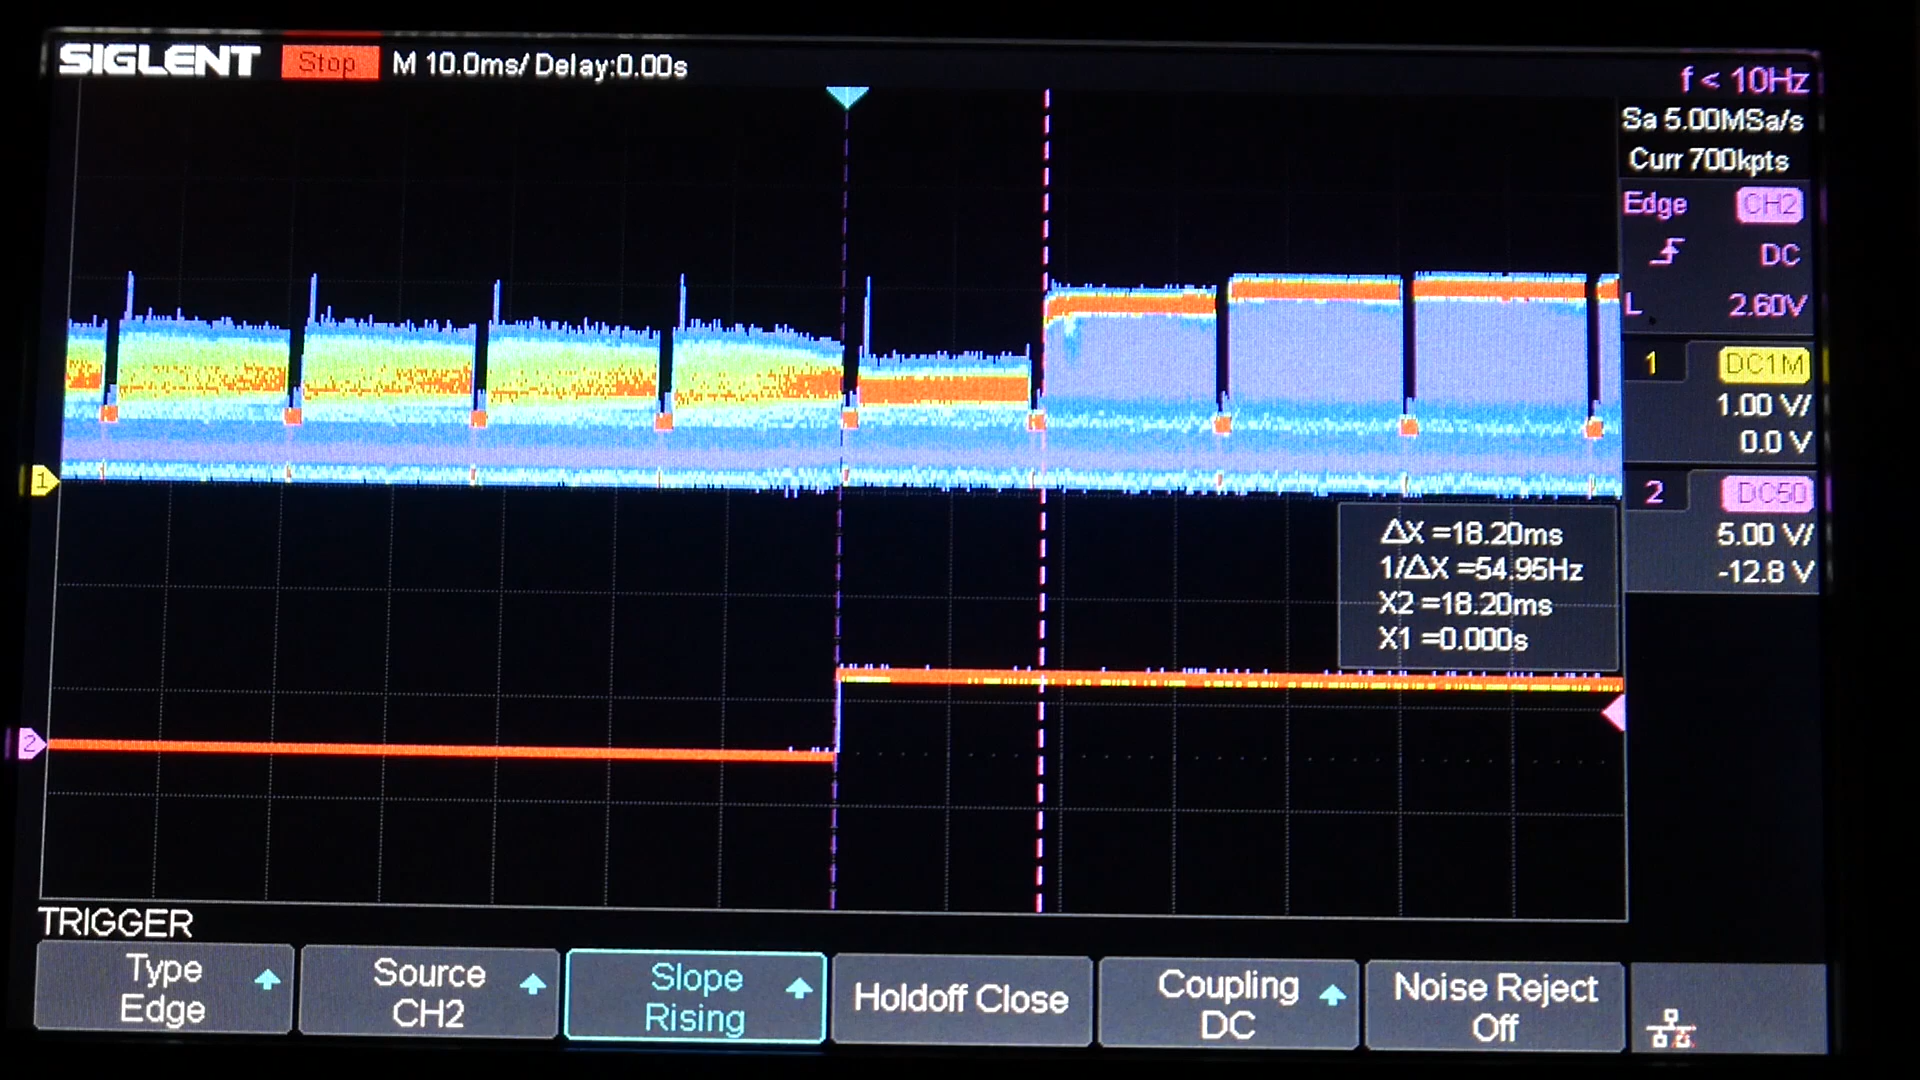 SIGLENT Stop M 10.0ms/ Delay:0.00s
f < 10Hz
Sa 5.00MSa/s
Curr 700kpts
Edge CH2
DC
L 2.60V
1 DC1M
1.00 V/
0.0 V
2 DC50
5.00 V/
-12.8 V
1
ΔX =18.20ms
1/ΔX =54.95Hz
X2 =18.20ms
X1 =0.000s
2
TRIGGER
Type
Edge
Source
CH2
Slope
Rising
Holdoff Close
Coupling
DC
Noise Reject
Off